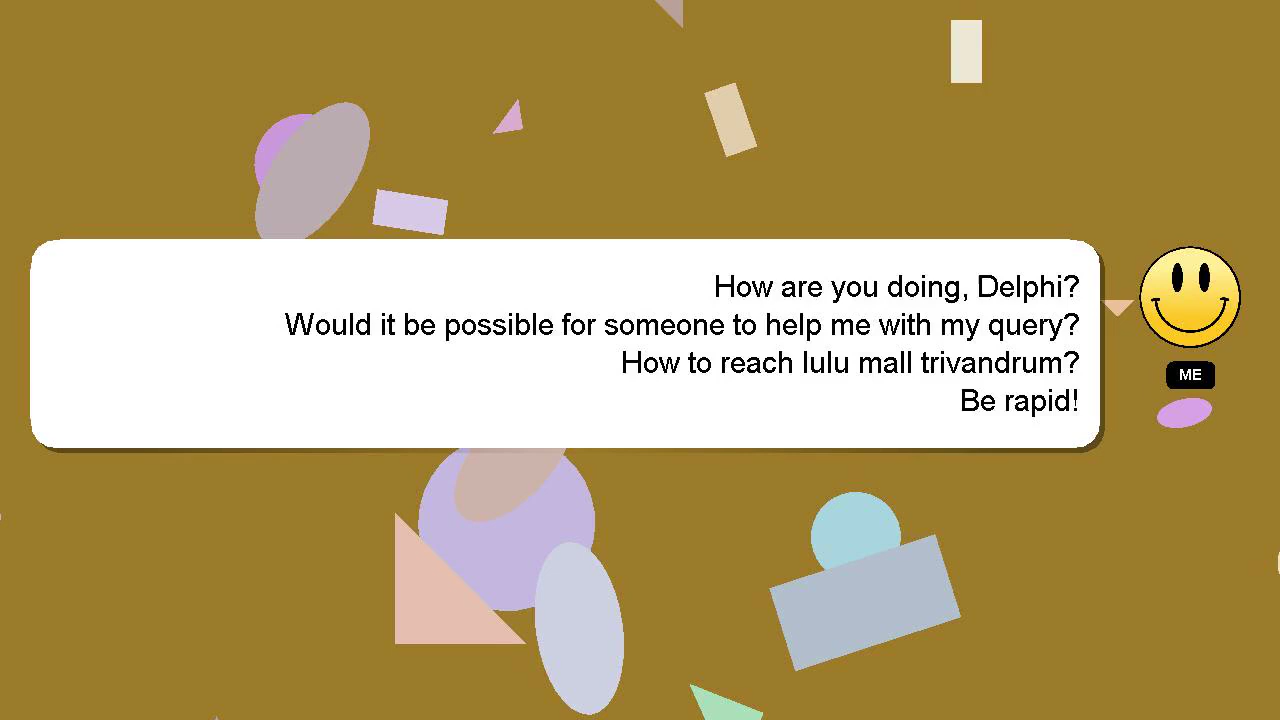 How are you doing, Delphi?
Would it be possible for someone to help me with my query?
How to reach lulu mall trivandrum?
Be rapid!
ME